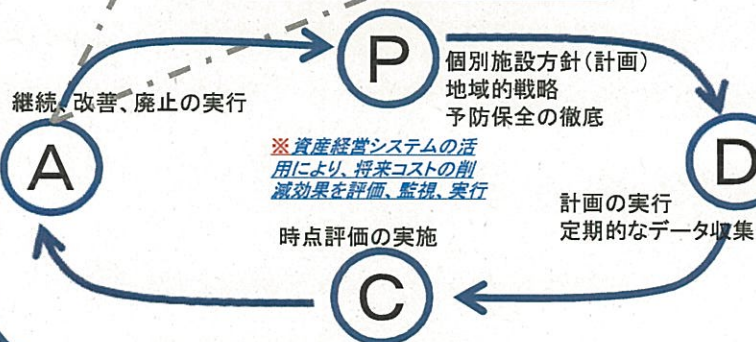 P
個別施設方針(計画)
地域的戦略
予防保全の徹底
継続、改善、廃止の実行
A
※資産経営システムの活
用により、将来コストの削
減効果を評価、監視、実行
D
計画の実行
定期的なデータ収集
時点評価の実施
C